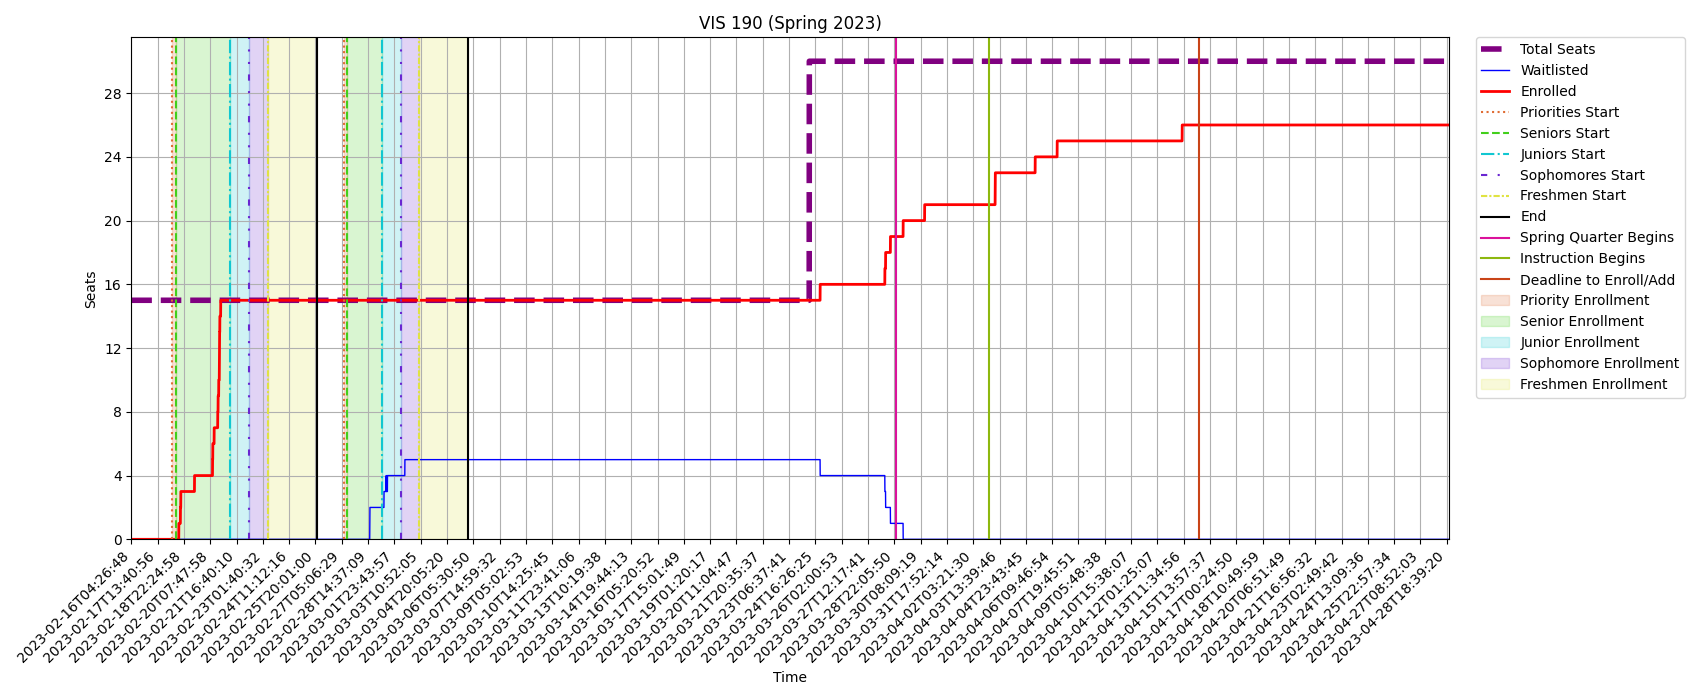 VIS 190 (Spring 2023)
Seats
28
24
20
16
12
8
4
0
2023-02-16T04:26:48
2023-02-17T13:40:56
2023-02-18T22:24:58
2023-02-20T07:47:58
2023-02-21T16:40:10
2023-02-23T01:40:32
2023-02-24T11:12:16
2023-02-25T20:01:00
2023-02-27T05:06:29
2023-02-28T14:37:09
2023-03-01T23:43:57
2023-03-03T10:52:05
2023-03-04T20:05:20
2023-03-06T05:30:50
2023-03-07T14:59:32
2023-03-09T05:02:53
2023-03-10T14:25:45
2023-03-11T23:41:06
2023-03-13T10:19:38
2023-03-14T19:44:13
2023-03-16T05:20:52
2023-03-17T15:01:49
2023-03-19T01:20:17
2023-03-20T11:04:47
2023-03-21T20:35:37
2023-03-23T06:37:41
2023-03-24T16:26:25
2023-03-26T02:00:53
2023-03-27T12:17:41
2023-03-28T22:05:50
2023-03-30T08:09:19
2023-03-31T17:52:14
2023-04-02T03:21:30
2023-04-03T13:39:46
2023-04-04T23:43:45
2023-04-06T09:46:54
2023-04-07T19:45:51
2023-04-09T05:48:38
2023-04-10T15:38:07
2023-04-12T01:25:07
2023-04-13T11:34:56
2023-04-15T13:57:37
2023-04-17T00:24:50
2023-04-18T10:49:59
2023-04-20T06:51:49
2023-04-21T16:56:32
2023-04-23T02:49:42
2023-04-24T13:09:36
2023-04-25T22:57:34
2023-04-27T08:52:03
2023-04-28T18:39:20
Time
Total Seats
Waitlisted
Enrolled
Priorities Start
Seniors Start
Juniors Start
Sophomores Start
Freshmen Start
End
Spring Quarter Begins
Instruction Begins
Deadline to Enroll/Add
Priority Enrollment
Senior Enrollment
Junior Enrollment
Sophomore Enrollment
Freshmen Enrollment